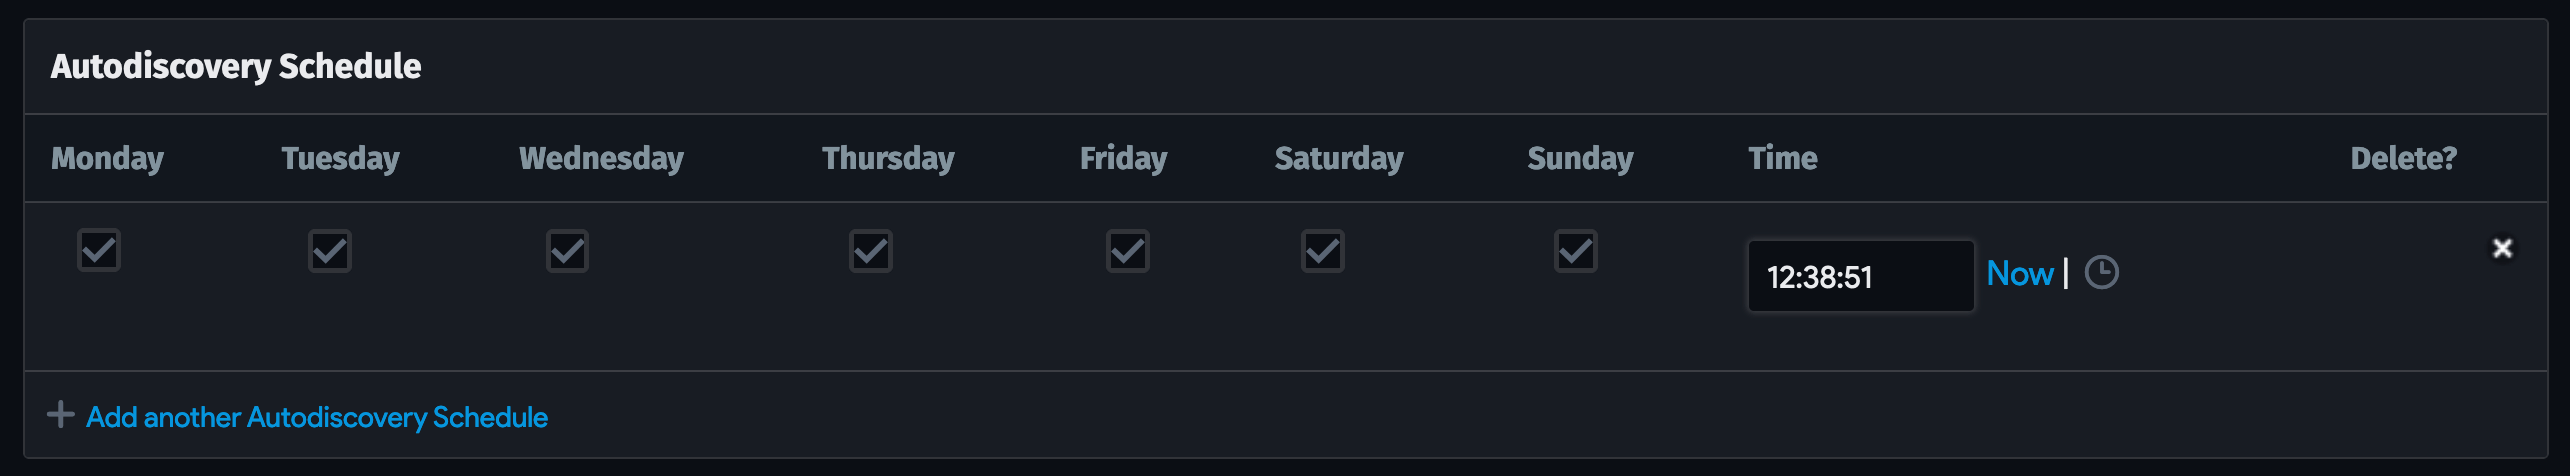 Autodiscovery Schedule
Monday Tuesday Wednesday Thursday Friday Saturday Sunday Time Delete?
12:38:51 Now |
Add another Autodiscovery Schedule